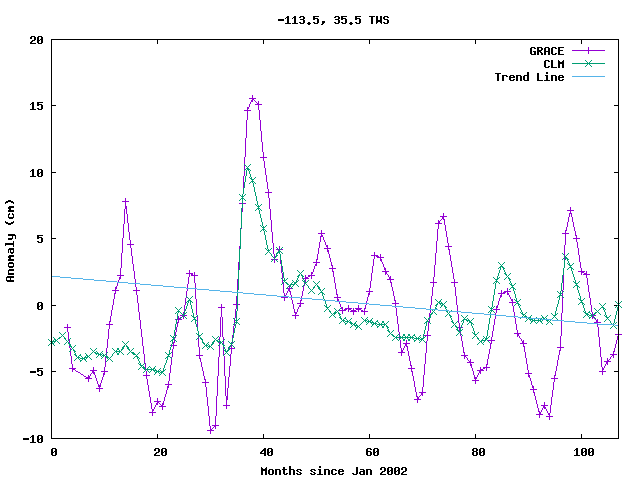 -113.5, 35.5 TWS
GRACE
CLM
Trend Line
20
15
10
5
0
-5
-10
Anomaly (cm)
0 20 40 60 80 100
Months since Jan 2002